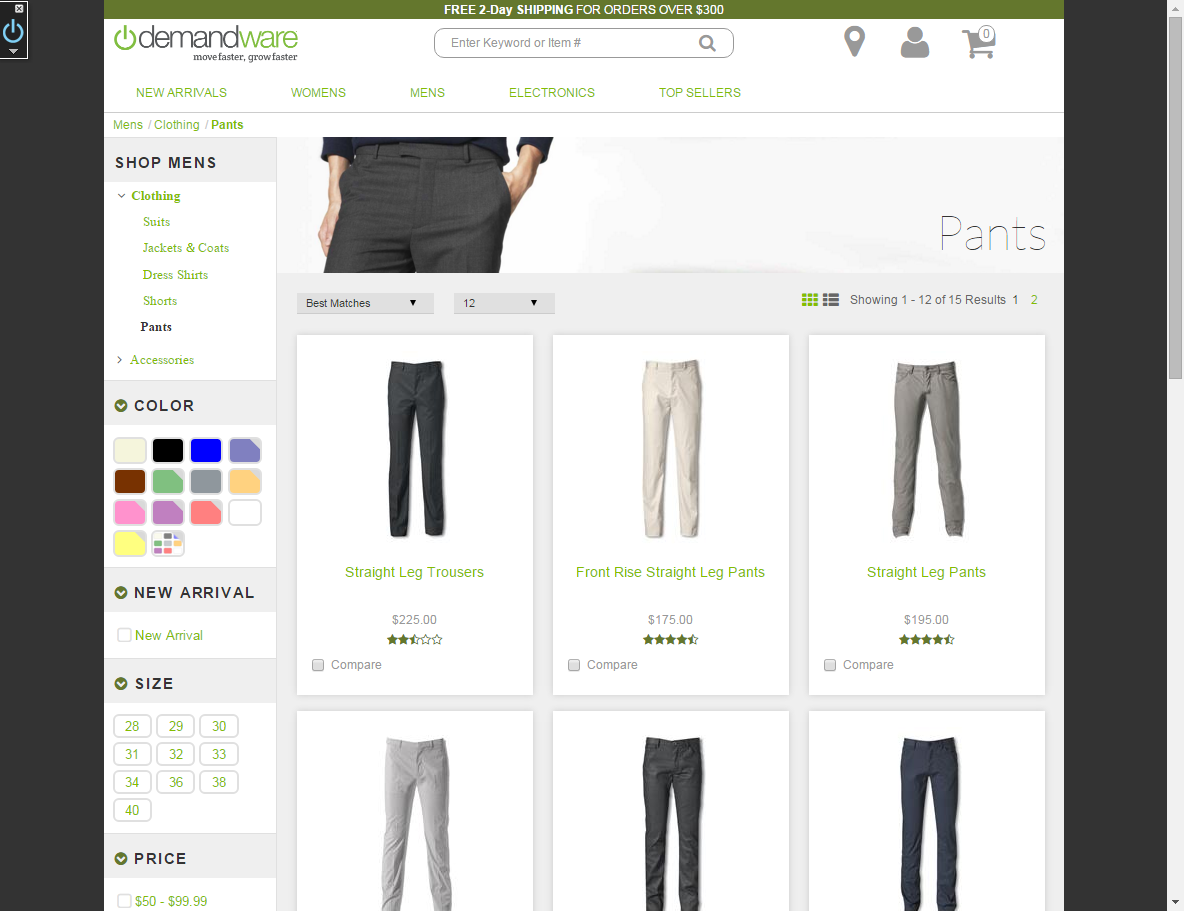 FREE 2-Day SHIPPING FOR ORDERS OVER $300
demandware
move faster, grow faster
Enter Keyword or Item #
0
NEW ARRIVALS WOMENS MENS ELECTRONICS TOP SELLERS
Mens / Clothing / Pants
SHOP MENS
Clothing
Suits
Jackets & Coats
Dress Shirts
Shorts
Pants
Accessories
COLOR
NEW ARRIVAL
New Arrival
SIZE
28 29 30
31 32 33
34 36 38
40
PRICE
$50 - $99.99
Pants
Best Matches 12 Showing 1 - 12 of 15 Results 1 2
Straight Leg Trousers
$225.00
Compare
Front Rise Straight Leg Pants
$175.00
Compare
Straight Leg Pants
$195.00
Compare